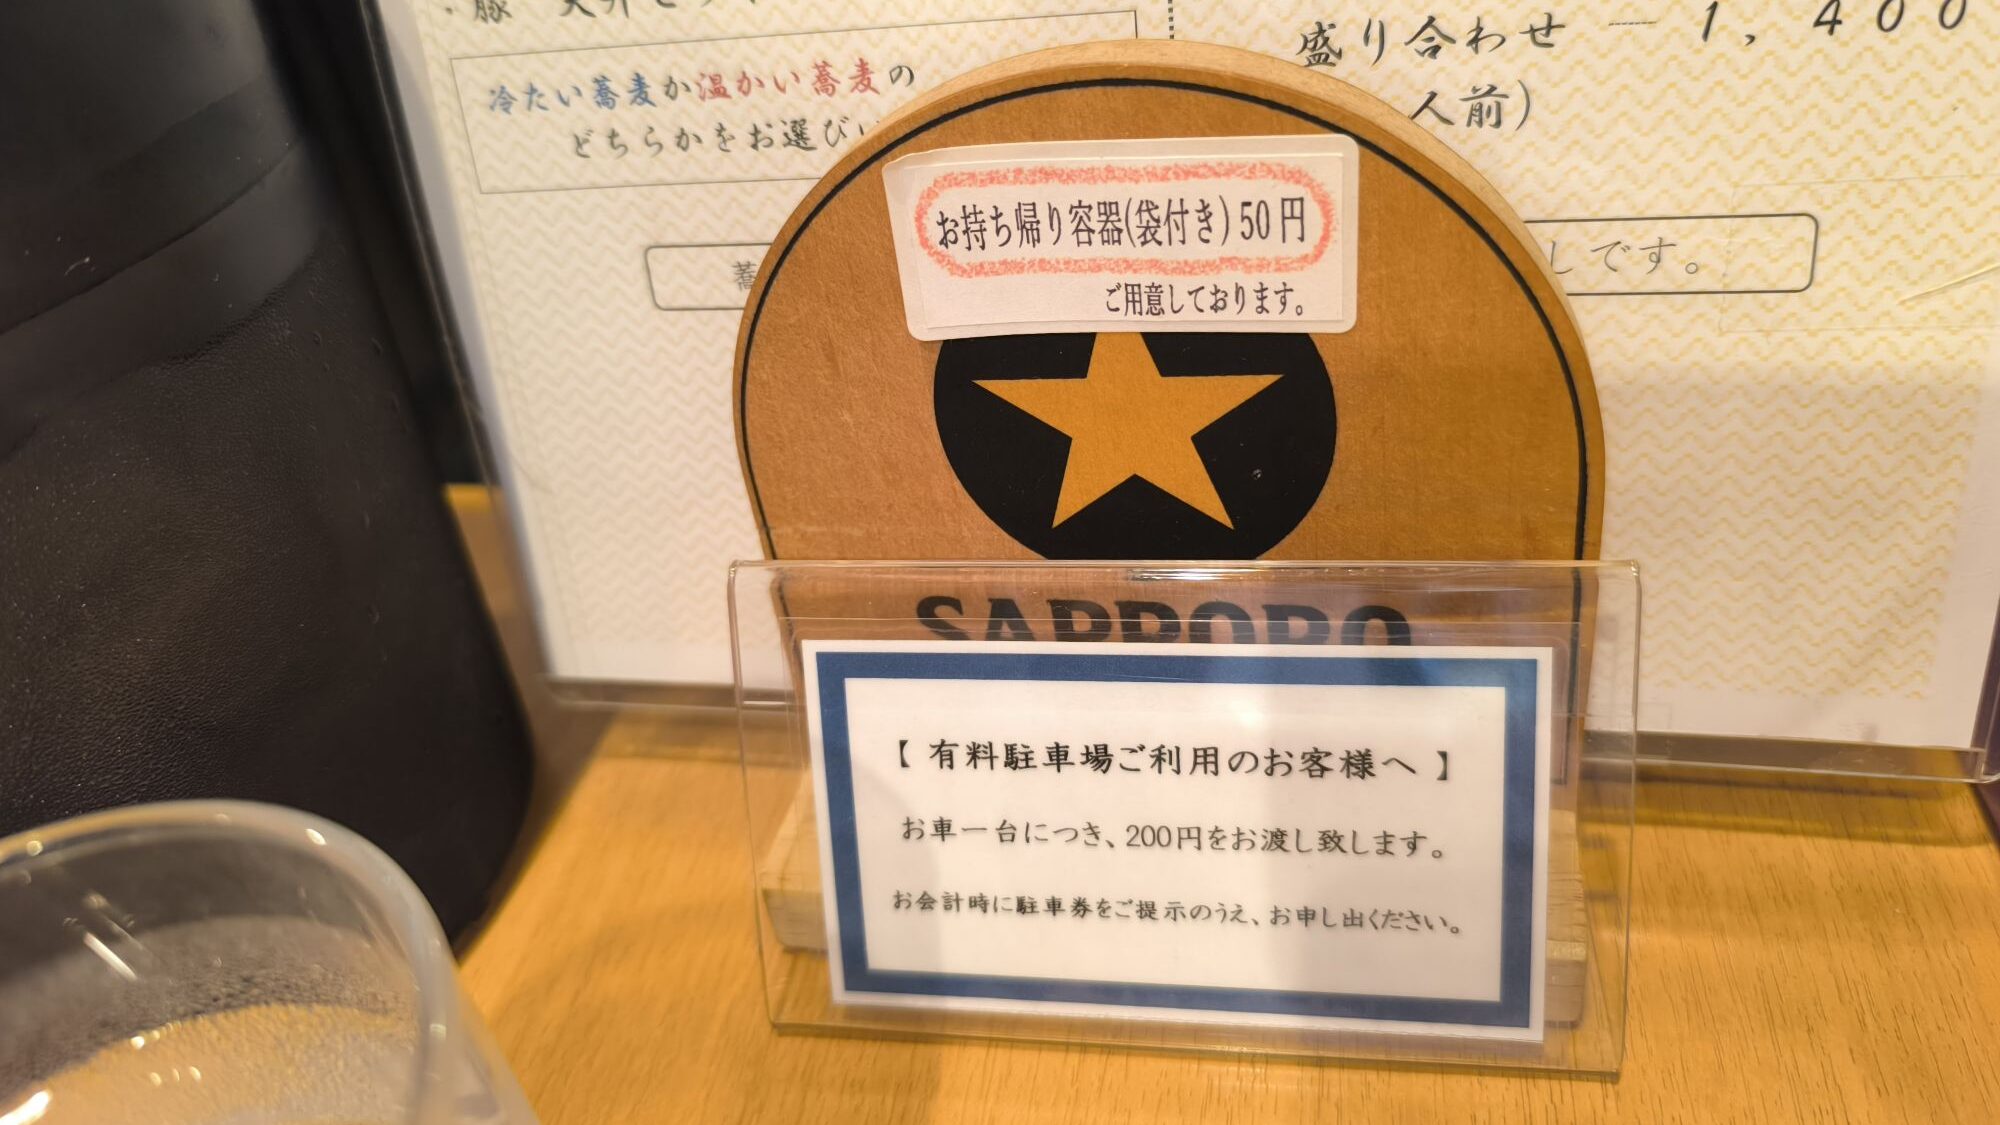 冷たい蕎麦か温かい蕎麦の
どちらかをお選びい
盛り合わせ 1,400
人前)
お持ち帰り容器(袋付き) 50円
ご用意しております。
しです。
SAPPORO
【 有料駐車場ご利用のお客様へ 】
お車一台につき、200円をお渡し致します。
お会計時に駐車券をご提示のうえ、お申し出ください。